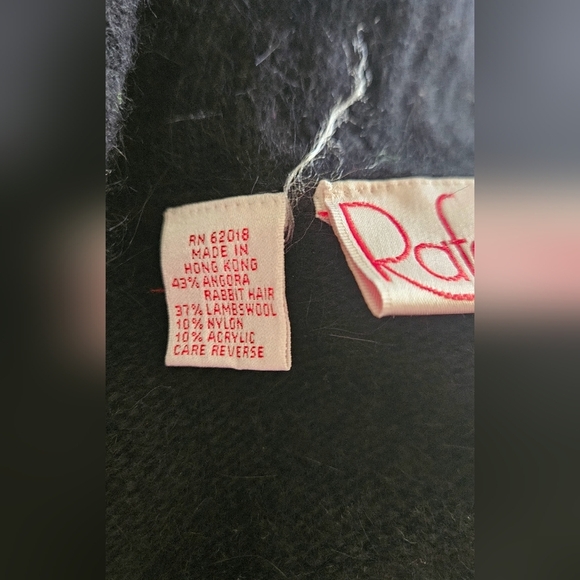 RN 62018
MADE IN
HONG KONG
43% ANGORA
RABBIT HAIR
37% LAMBSWOOL
10% NYLON
10% ACRYLIC
CARE REVERSE